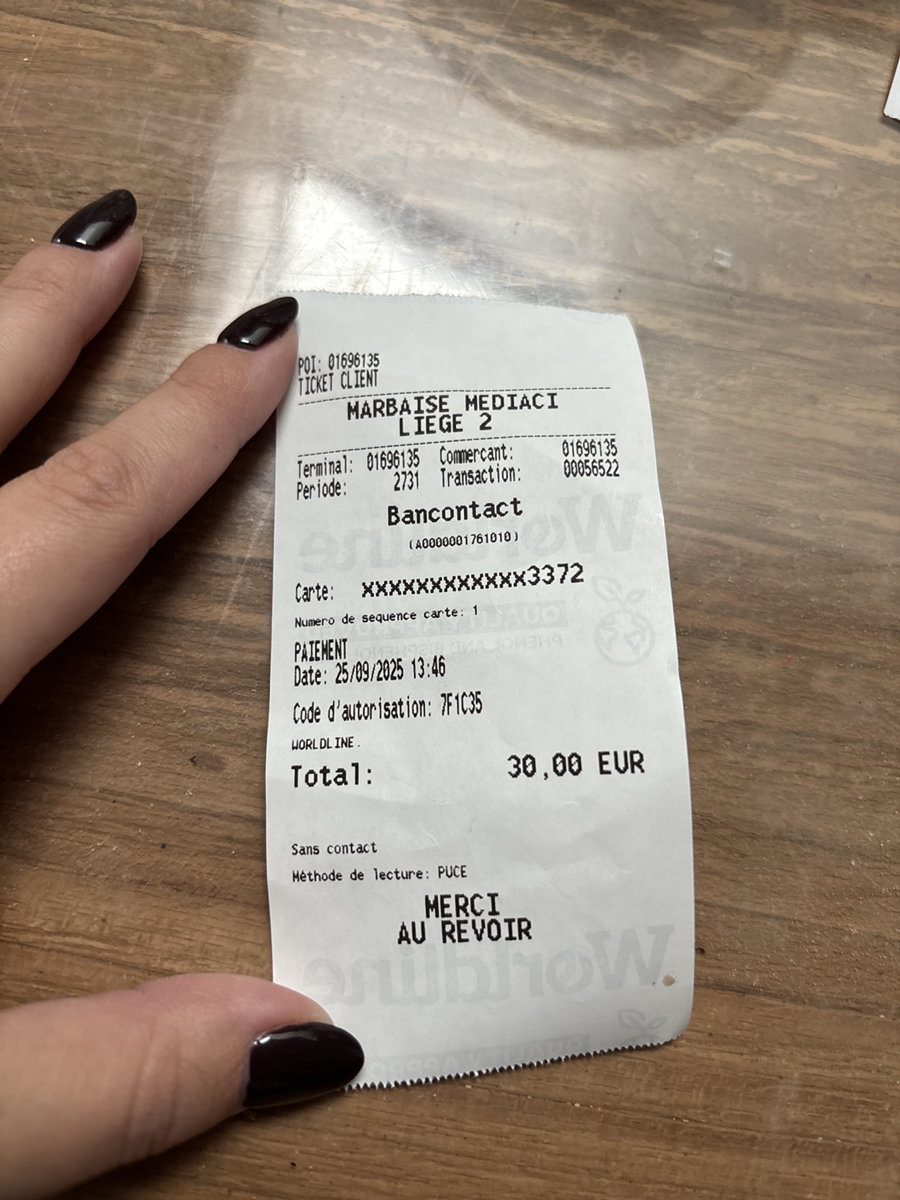 POI: 01696135
TICKET CLIENT
MARBAISE MEDIACI
LIEGE 2
Terminal: 01696135 Commercant: 01696135
Periode: 2731 Transaction: 00056522
Bancontact
(A0000001761010)
Carte: xxxxxxxxxxxxx3372
Numero de sequence carte: 1
PAIEMENT
Date: 25/09/2025 13:46
Code d'autorisation: 7F1C35
WORLDLINE.
Total: 30,00 EUR
Sans contact
Méthode de lecture: PUCE
MERCI
AU REVOIR
Worldline
Worldline